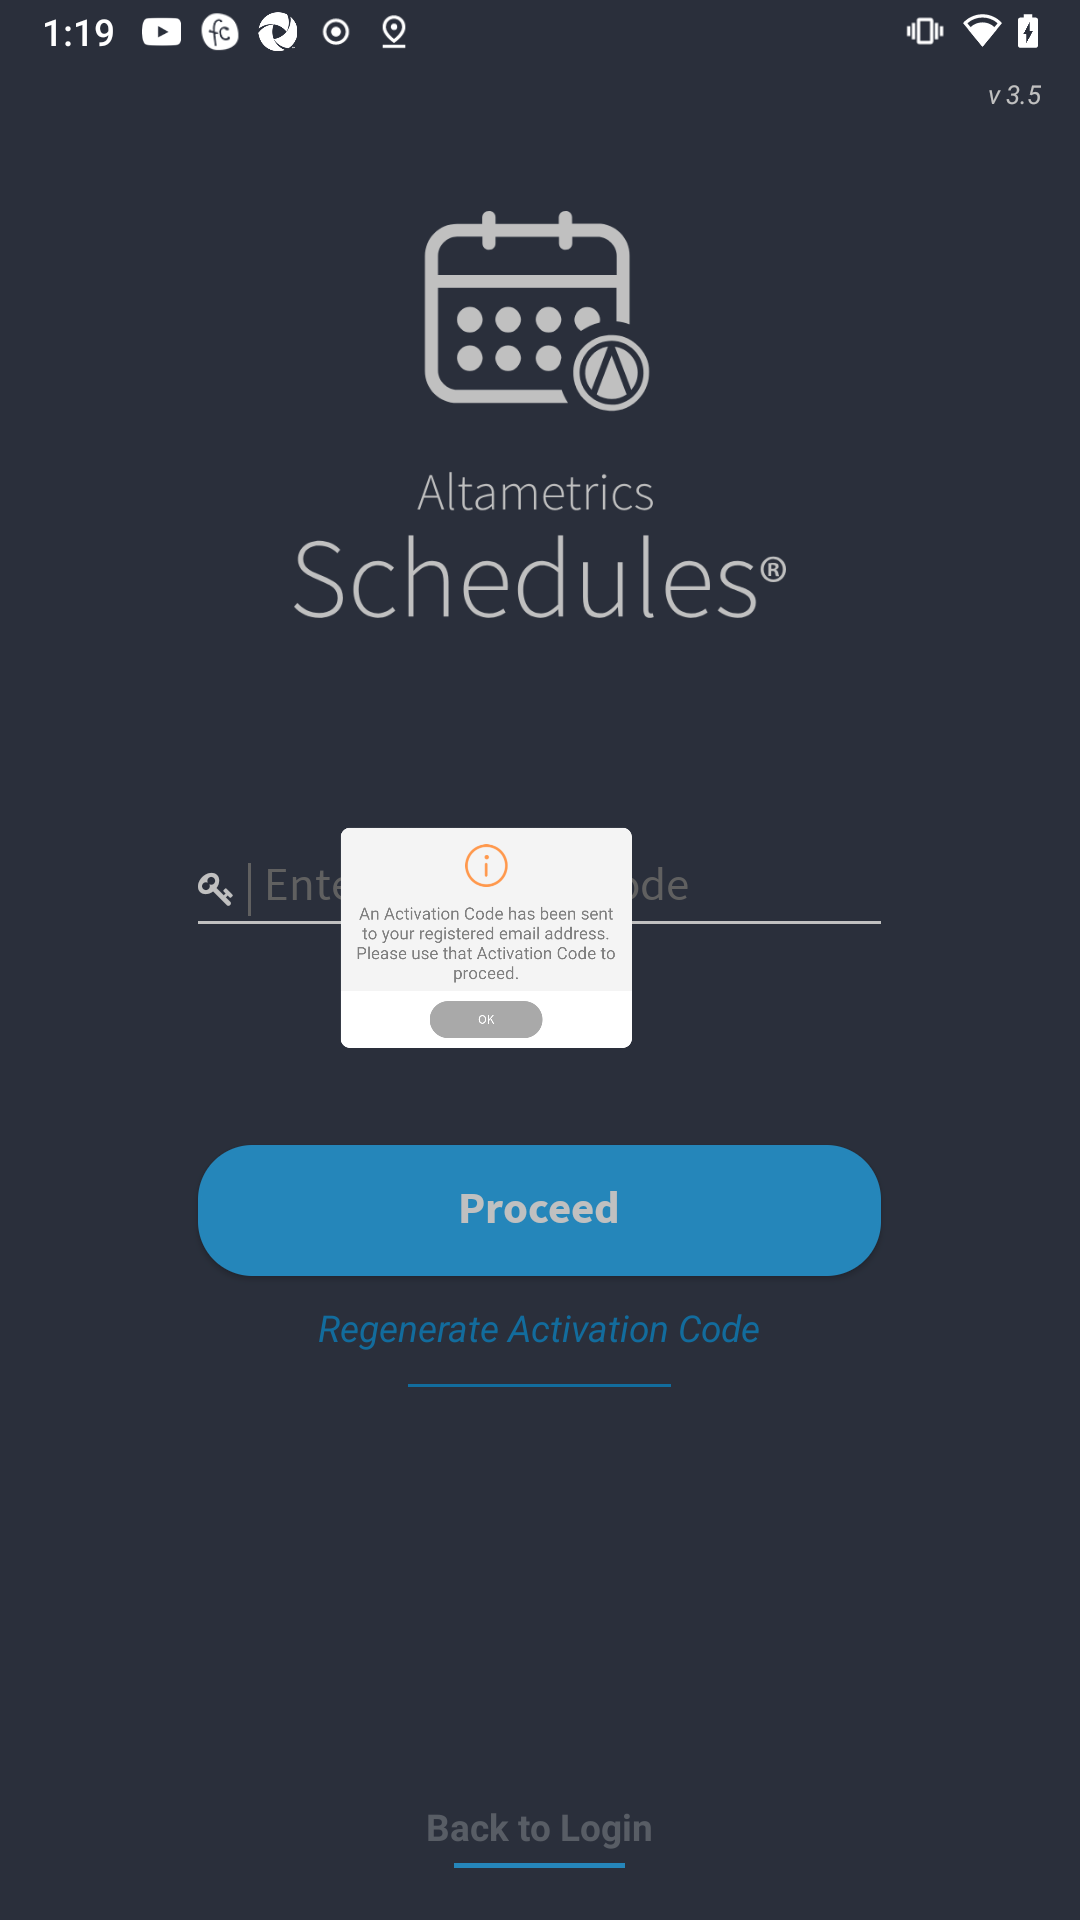 1:19
v 3.5
Altametrics
Schedules®
Ente ode
An Activation Code has been sent
to your registered email address.
Please use that Activation Code to
proceed.
OK
Proceed
Regenerate Activation Code
Back to Login